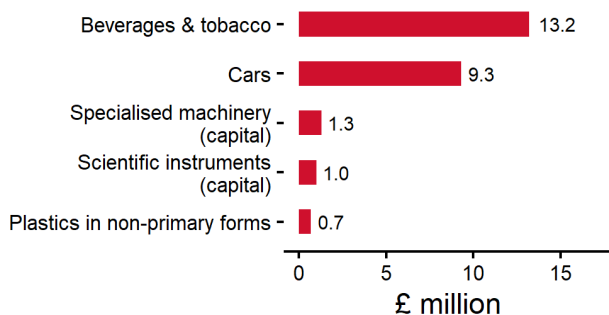 Beverages & tobacco 13.2
Cars 9.3
Specialised machinery
(capital) 1.3
Scientific instruments
(capital) 1.0
Plastics in non-primary forms 0.7
0 5 10 15
£ million